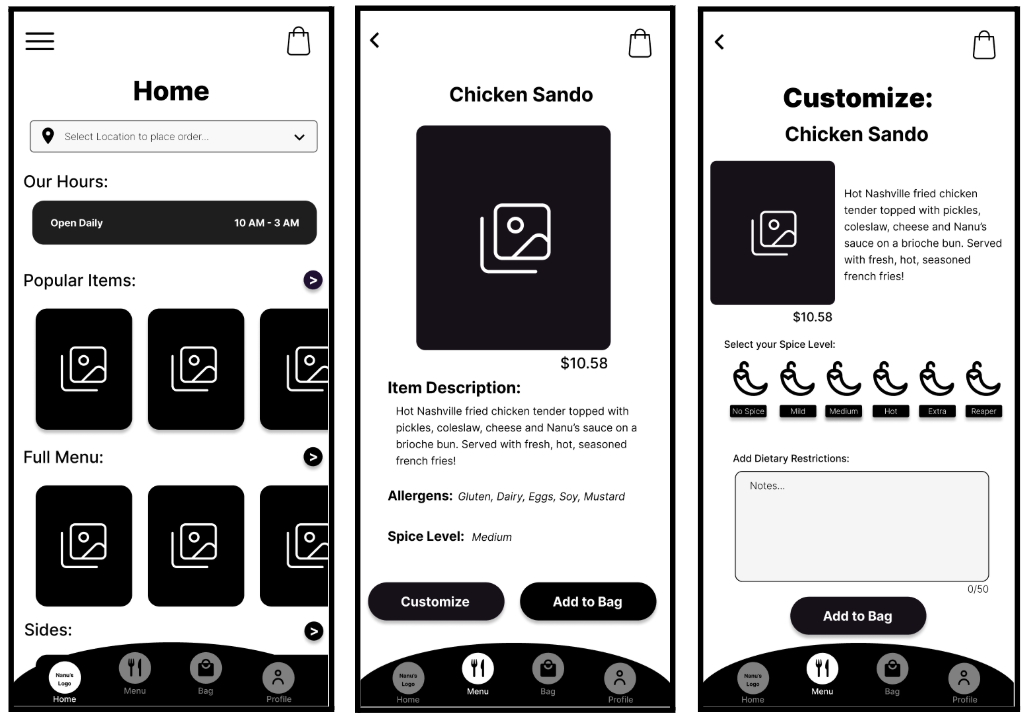 Home
Select Location to place order...
Our Hours:
Open Daily 10 AM - 3 AM
Popular Items:
>
Full Menu:
>
Sides:
>
Nanu's
Logo
Home
Menu
Bag
Profile
Chicken Sando
$10.58
Item Description:
Hot Nashville fried chicken tender topped with
pickles, coleslaw, cheese and Nanu's sauce on a
brioche bun. Served with fresh, hot, seasoned
french fries!
Allergens: Gluten, Dairy, Eggs, Soy, Mustard
Spice Level: Medium
Customize
Add to Bag
Nanu's
Logo
Home
Menu
Bag
Profile
Customize:
Chicken Sando
Hot Nashville fried chicken
tender topped with pickles,
coleslaw, cheese and Nanu's
sauce on a brioche bun. Served
with fresh, hot, seasoned
french fries!
$10.58
Select your Spice Level:
No Spice Mild Medium Hot Extra Reaper
Add Dietary Restrictions:
Notes...
0/50
Add to Bag
Nanu's
Logo
Home
Menu
Bag
Profile